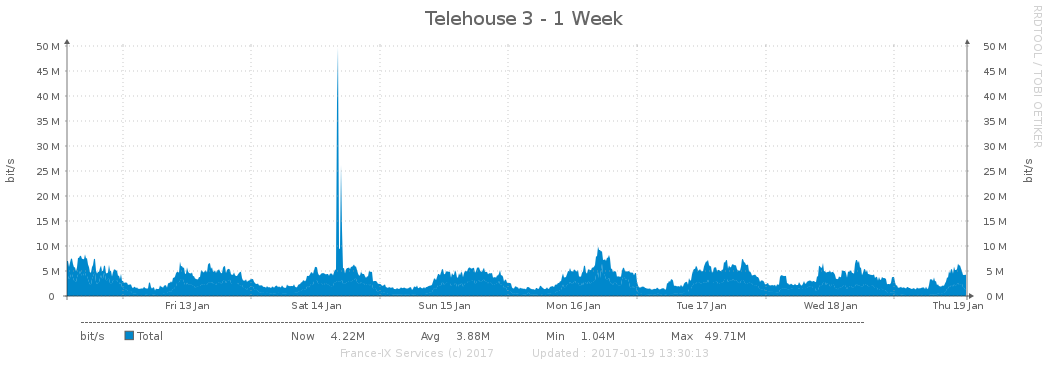 Telehouse 3 - 1 Week
RRDTOOL / TOBI OETIKER
bit/s
50 M 50 M
45 M 45 M
40 M 40 M
35 M 35 M
30 M 30 M
25 M 25 M
20 M 20 M
15 M 15 M
10 M 10 M
5 M 5 M
0 0 M
bit/s
Fri 13 Jan Sat 14 Jan Sun 15 Jan Mon 16 Jan Tue 17 Jan Wed 18 Jan Thu 19 Jan
bit/s Total Now 4.22M Avg 3.88M Min 1.04M Max 49.71M
France-IX Services (c) 2017 Updated : 2017-01-19 13:30:13